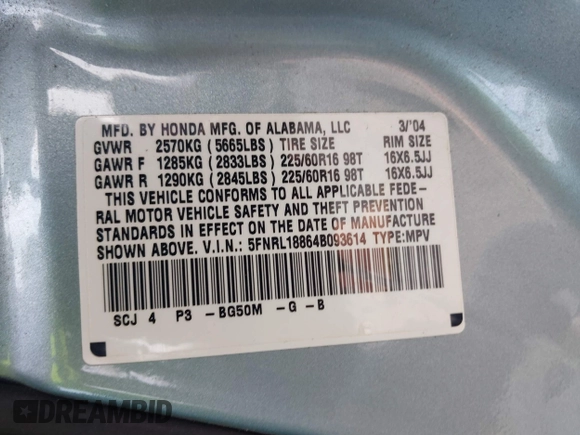 MFD. BY HONDA MFG. OF ALABAMA, LLC 3/'04
GVWR 2570KG (5665LBS) TIRE SIZE RIM SIZE
GAWR F 1285KG (2833LBS) 225/60R16 98T 16X6.5JJ
GAWR R 1290KG (2845LBS) 225/60R16 98T 16X6.5JJ
THIS VEHICLE CONFORMS TO ALL APPLICABLE FEDE-
RAL MOTOR VEHICLE SAFETY AND THEFT PREVENTION
STANDARDS IN EFFECT ON THE DATE OF MANUFACTURE
SHOWN ABOVE. V.I.N.: 5FNRL18864B093614 TYPE:MPV
SCJ 4 P3 -BG50M -G -B
DREAMBID